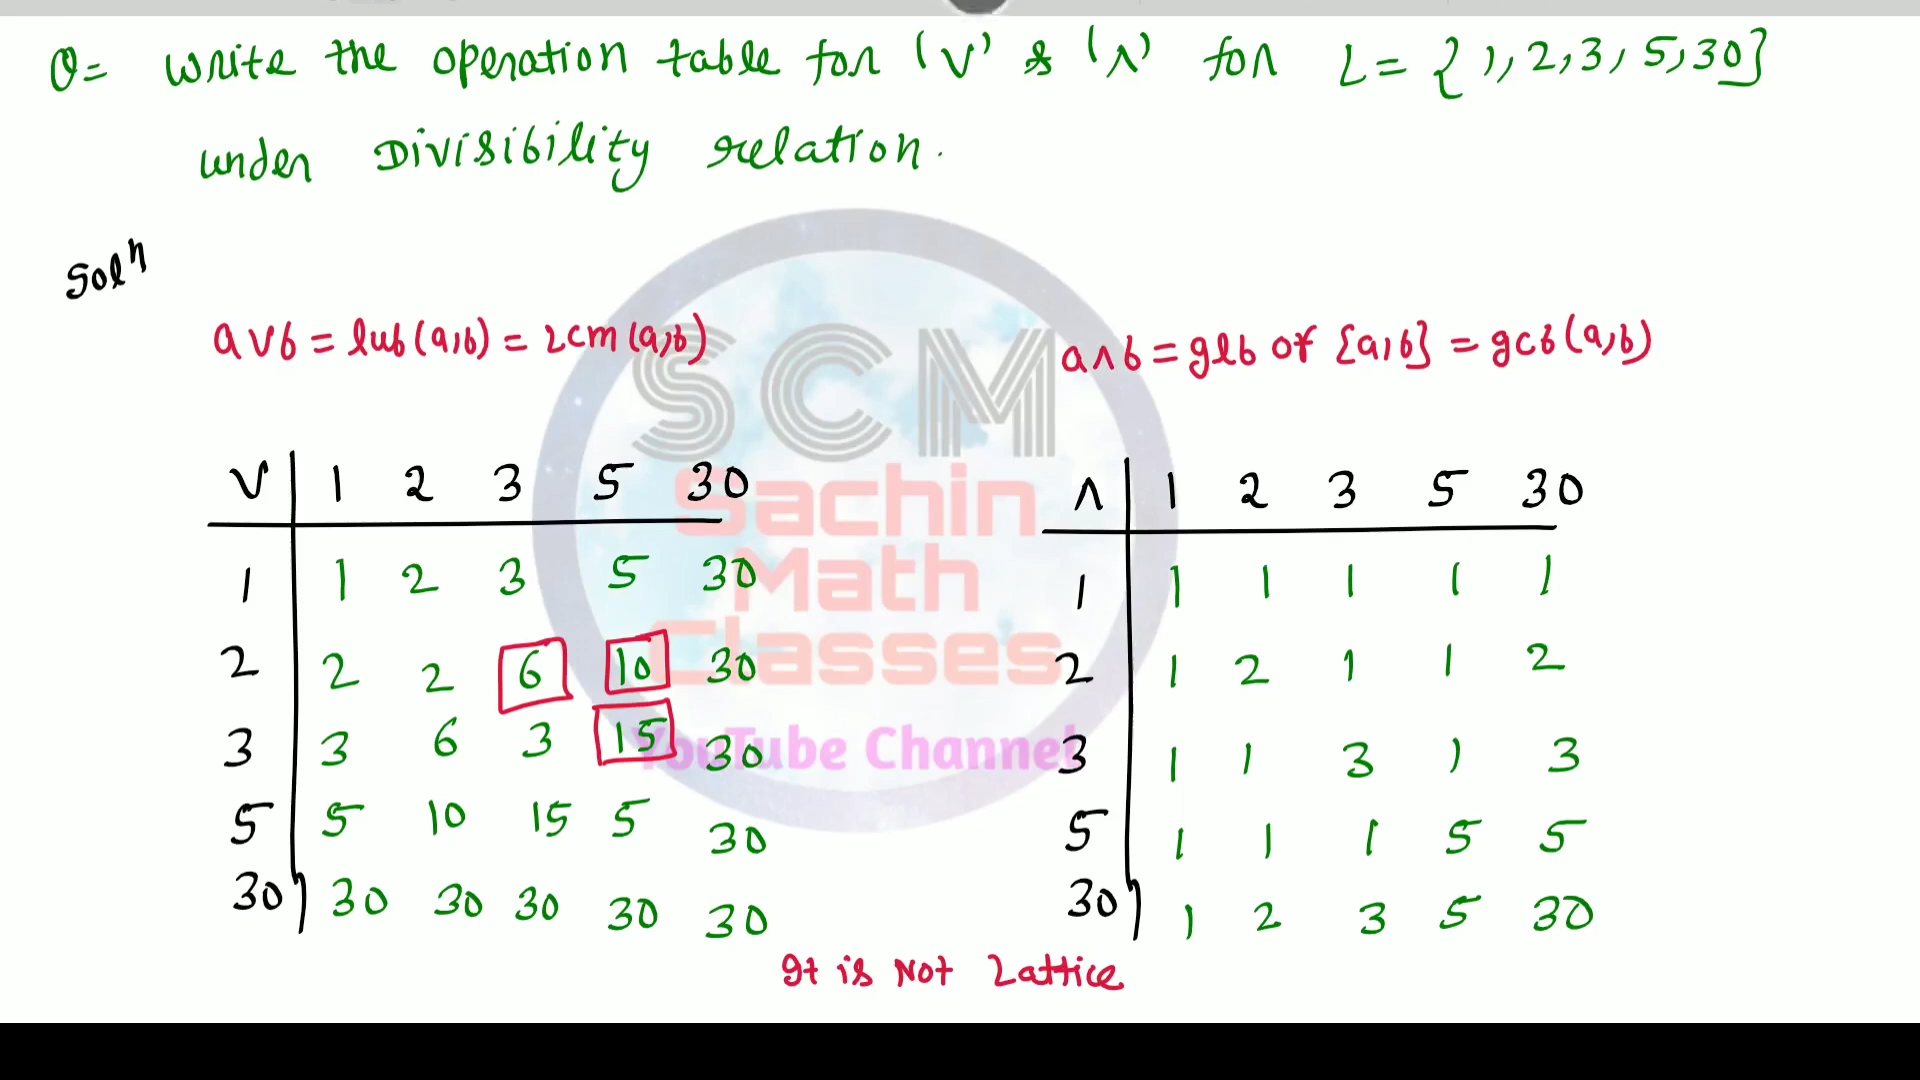 Q= Write the operation table for 'V' & '∧' for L = {1, 2, 3, 5, 30}
under Divisibility relation.
Solⁿ
a∨b = lub(a,b) = Lcm(a,b)
a∧b = glb of {a,b} = gcd(a,b)
V | 1 2 3 5 30
1 | 1 2 3 5 30
2 | 2 2 6 10 30
3 | 3 6 3 15 30
5 | 5 10 15 5 30
30 | 30 30 30 30 30
∧ | 1 2 3 5 30
1 | 1 1 1 1 1
2 | 1 2 1 1 2
3 | 1 1 3 1 3
5 | 1 1 1 5 5
30 | 1 2 3 5 30
It is Not Lattice
SCM
Sachin
Math
Classes
YouTube Channel